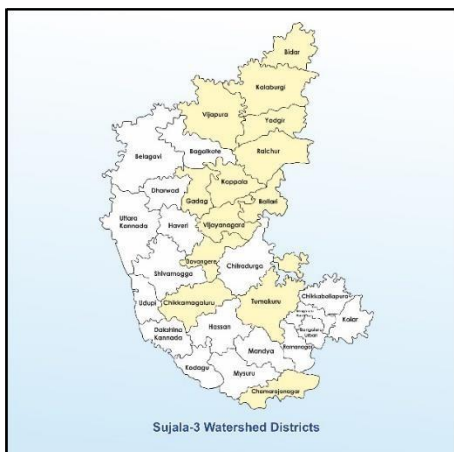 Bidar
Kalaburgi
Vijapura
Yadgir
Belagavi
Bagalkote
Raichur
Dharwad
Koppala
Gadag
Ballari
Uttara
Kannada
Haveri
Vijayanagara
Davangere
Chitradurga
Shivamogga
Chikkaballapura
Udupi
Chikkamagaluru
Tumakuru
Kolar
Hassan
Dakshina
Kannada
Mandya
Ramanagar
Kodagu
Mysuru
Chamarajanagar
Sujala-3 Watershed Districts